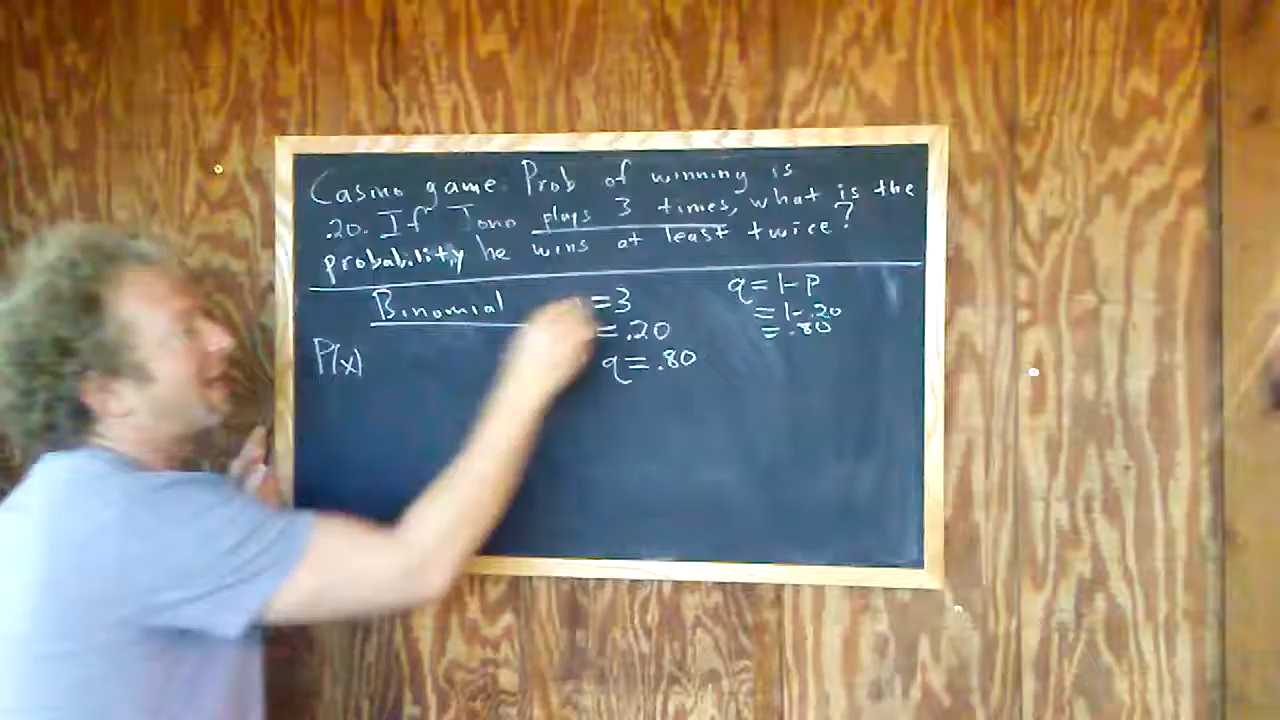 Casino game. Prob of winning is
.20. If Tono plays 3 times, what is the
probability he wins at least twice?
Binomial =3
=.20
q=.80
q=1-p
=1-.20
=.80
P(x)